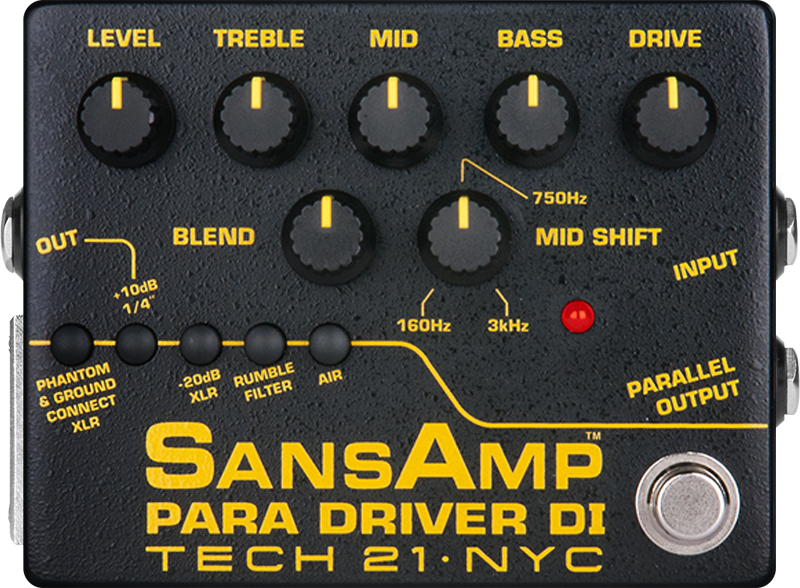 LEVEL TREBLE MID BASS DRIVE
750Hz
BLEND MID SHIFT
OUT
INPUT
+10dB
1/4"
160Hz 3kHz
PHANTOM
& GROUND
CONNECT
XLR
-20dB
XLR
RUMBLE
FILTER
AIR
PARALLEL
OUTPUT
SANSAMP™
PARA DRIVER DI
TECH 21·NYC